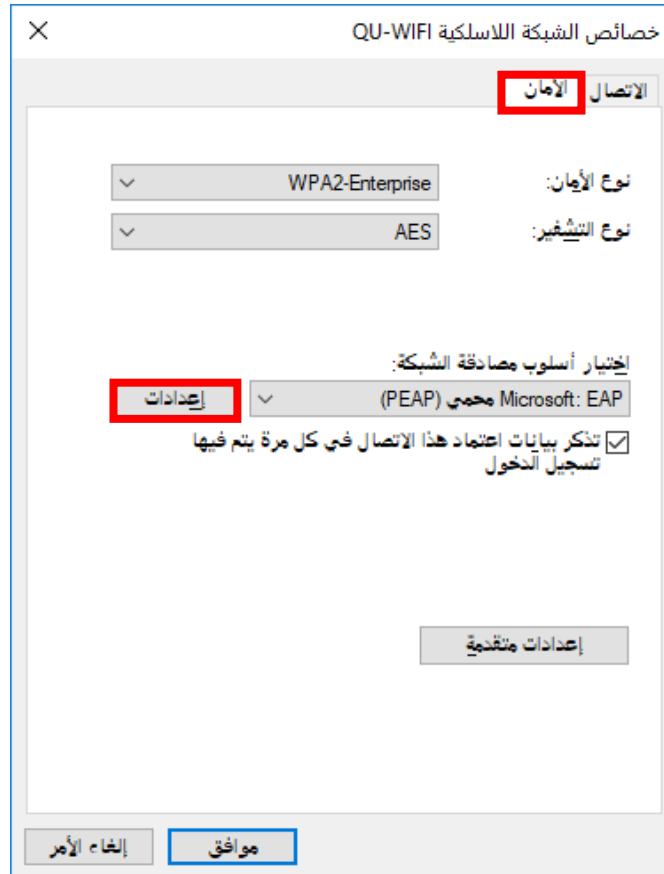 خصائص الشبكة اللاسلكية QU-WIFI
الاتصال الأمان
نوع الأمان: WPA2-Enterprise
نوع التشفير: AES
اختيار أسلوب مصادقة الشبكة:
Microsoft: EAP محمي (PEAP) إعدادات
تذكر بيانات اعتماد هذا الاتصال في كل مرة يتم فيها
تسجيل الدخول
إعدادات متقدمة
موافق إلغاء الأمر